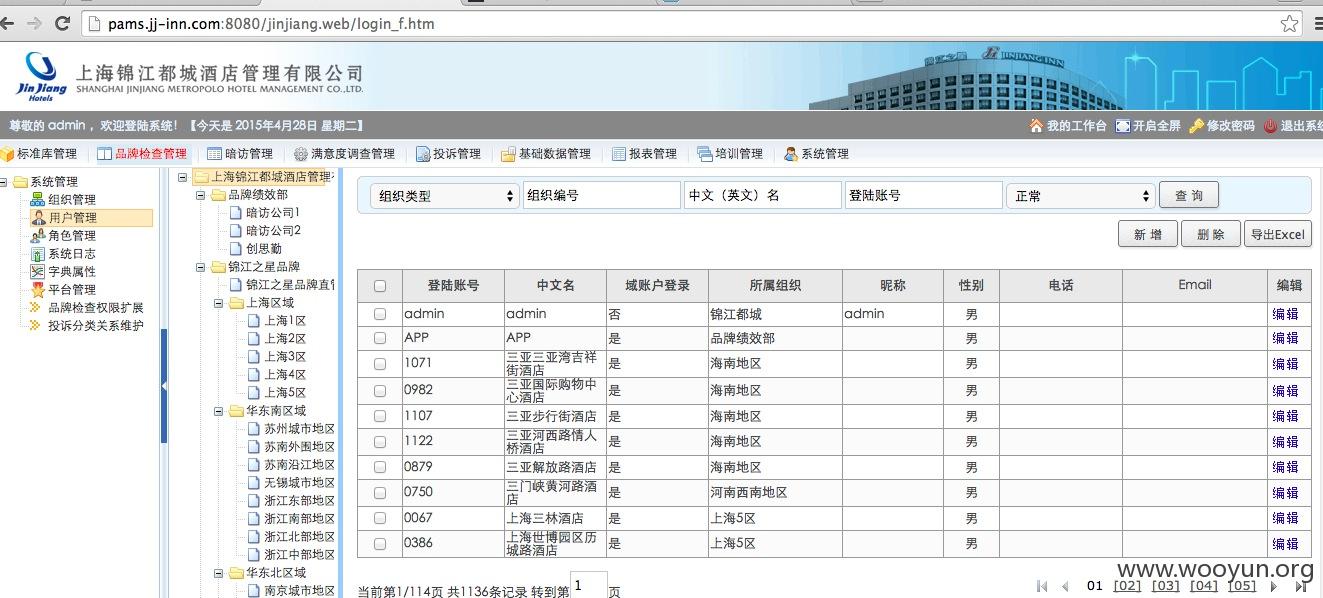 pams.jj-inn.com:8080/jinjiang.web/login_f.htm
JinJiang
Hotels
上海锦江都城酒店管理有限公司
SHANGHAI JINJIANG METROPOLO HOTEL MANAGEMENT CO.,LTD.
JINJIANG INN
尊敬的 admin ，欢迎登陆系统！【今天是 2015年4月28日 星期二】
我的工作台 开启全屏 修改密码 退出系统
标准库管理 品牌检查管理 暗访管理 满意度调查管理 投诉管理 基础数据管理 报表管理 培训管理 系统管理
系统管理
组织管理
用户管理
角色管理
系统日志
字典属性
平台管理
品牌检查权限扩展
投诉分类关系维护
上海锦江都城酒店管理
品牌绩效部
暗访公司1
暗访公司2
创思勤
锦江之星品牌
锦江之星品牌直
上海区域
上海1区
上海2区
上海3区
上海4区
上海5区
华东南区域
苏州城市地区
苏南外围地区
苏南沿江地区
无锡城市地区
浙江东部地区
浙江南部地区
浙江北部地区
浙江中部地区
华东北区域
南京城市地区
组织类型 组织编号 中文（英文）名 登陆账号 正常 查 询
新 增 删 除 导出Excel
登陆账号 中文名 域账户登录 所属组织 昵称 性别 电话 Email 编辑
admin admin 否 锦江都城 admin 男 编辑
APP APP 是 品牌绩效部 男 编辑
1071 三亚三亚湾吉祥街酒店 是 海南地区 男 编辑
0982 三亚国际购物中心酒店 是 海南地区 男 编辑
1107 三亚步行街酒店 是 海南地区 男 编辑
1122 三亚河西路情人桥酒店 是 海南地区 男 编辑
0879 三亚解放路酒店 是 海南地区 男 编辑
0750 三门峡黄河路酒店 是 河南西南地区 男 编辑
0067 上海三林酒店 是 上海5区 男 编辑
0386 上海世博园区历城路酒店 是 上海5区 男 编辑
当前第1/114页 共1136条记录 转到第 1 页
01 [02] [03] [04] [05]
www.wooyun.org